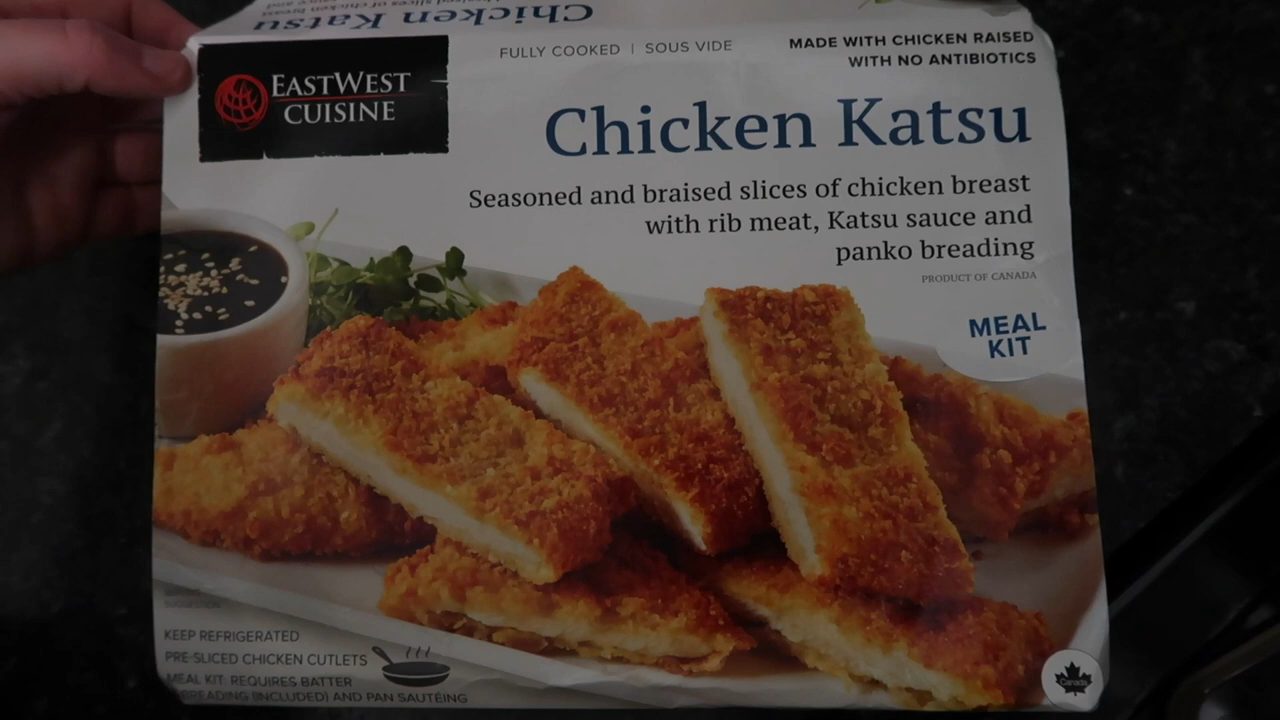 Chicken Katsu
EASTWEST
CUISINE
FULLY COOKED | SOUS VIDE
MADE WITH CHICKEN RAISED
WITH NO ANTIBIOTICS
Chicken Katsu
Seasoned and braised slices of chicken breast
with rib meat, Katsu sauce and
panko breading
PRODUCT OF CANADA
MEAL
KIT
KEEP REFRIGERATED
PRE-SLICED CHICKEN CUTLETS
MEAL KIT: REQUIRES BATTER
BREADING (INCLUDED) AND PAN SAUTÉING
Canada